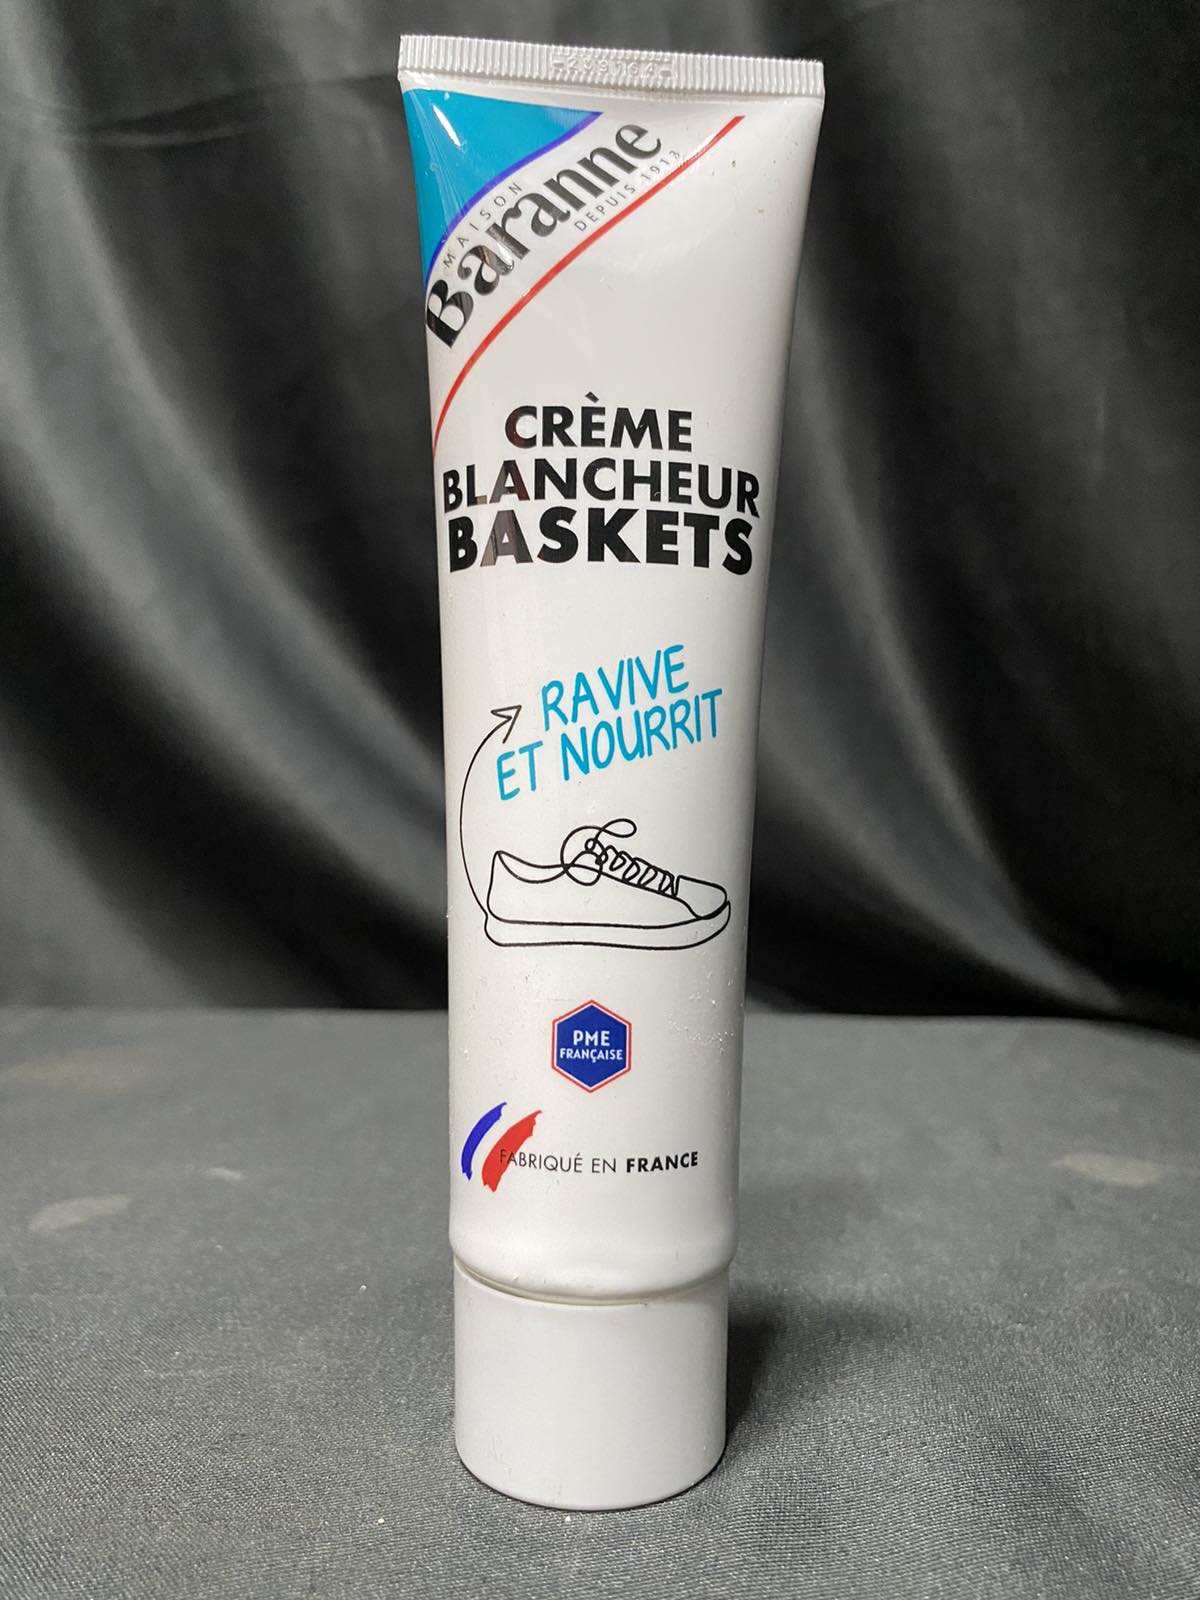 MAISON
Baranne
DEPUIS 1913
CRÈME
BLANCHEUR
BASKETS
RAVIVE
ET NOURRIT
PME
FRANÇAISE
FABRIQUÉ EN FRANCE